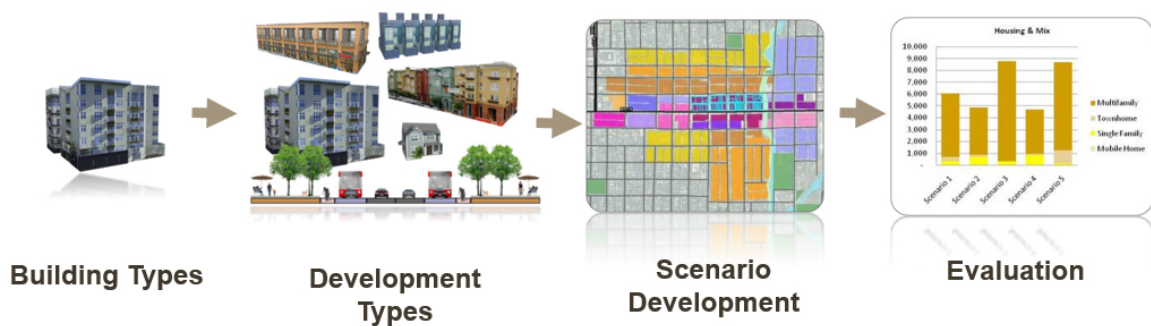 Housing & Mix
10,000
9,000
8,000
7,000
6,000
5,000
4,000
3,000
2,000
1,000
-
Multifamily
Townhome
Single Family
Mobile Home
Scenario 1
Scenario 2
Scenario 3
Scenario 4
Scenario 5
Building Types
Development
Types
Scenario
Development
Evaluation